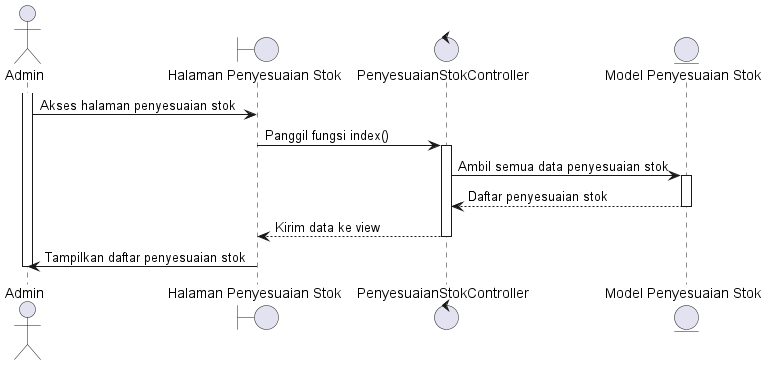 Admin
Halaman Penyesuaian Stok
PenyesuaianStokController
Model Penyesuaian Stok
Akses halaman penyesuaian stok
Panggil fungsi index()
Ambil semua data penyesuaian stok
Daftar penyesuaian stok
Kirim data ke view
Tampilkan daftar penyesuaian stok
Admin
Halaman Penyesuaian Stok
PenyesuaianStokController
Model Penyesuaian Stok